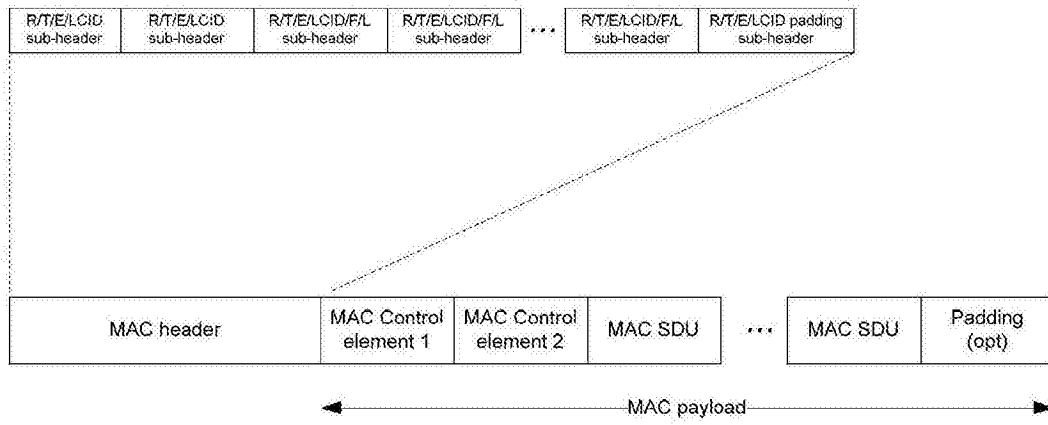 R/T/E/LCID R/T/E/LCID R/T/E/LCID/F/L R/T/E/LCID/F/L R/T/E/LCID/F/L R/T/E/LCID padding
sub-header sub-header sub-header sub-header ... sub-header sub-header
MAC header MAC Control MAC Control MAC SDU ... MAC SDU Padding
element 1 element 2 (opt)
MAC payload